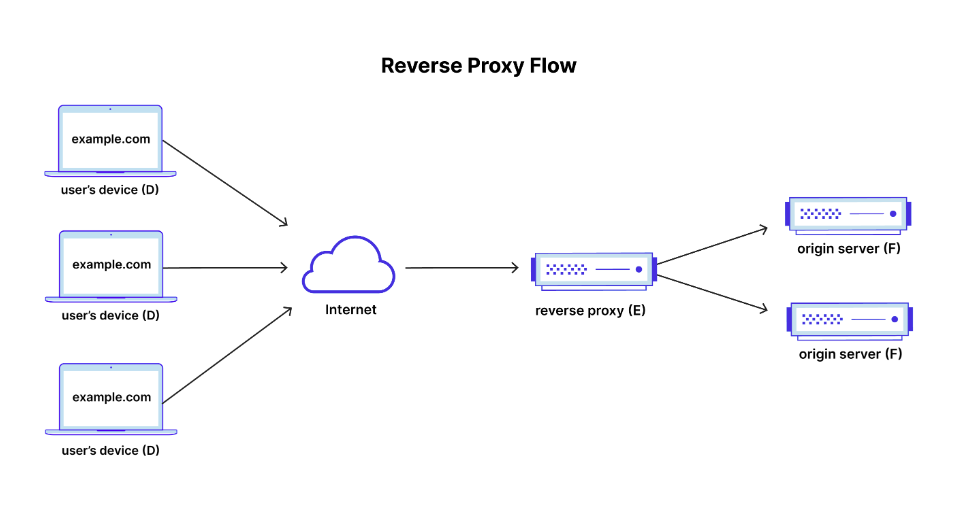 Reverse Proxy Flow
example.com
user's device (D)
example.com
user's device (D)
example.com
user's device (D)
Internet
reverse proxy (E)
origin server (F)
origin server (F)